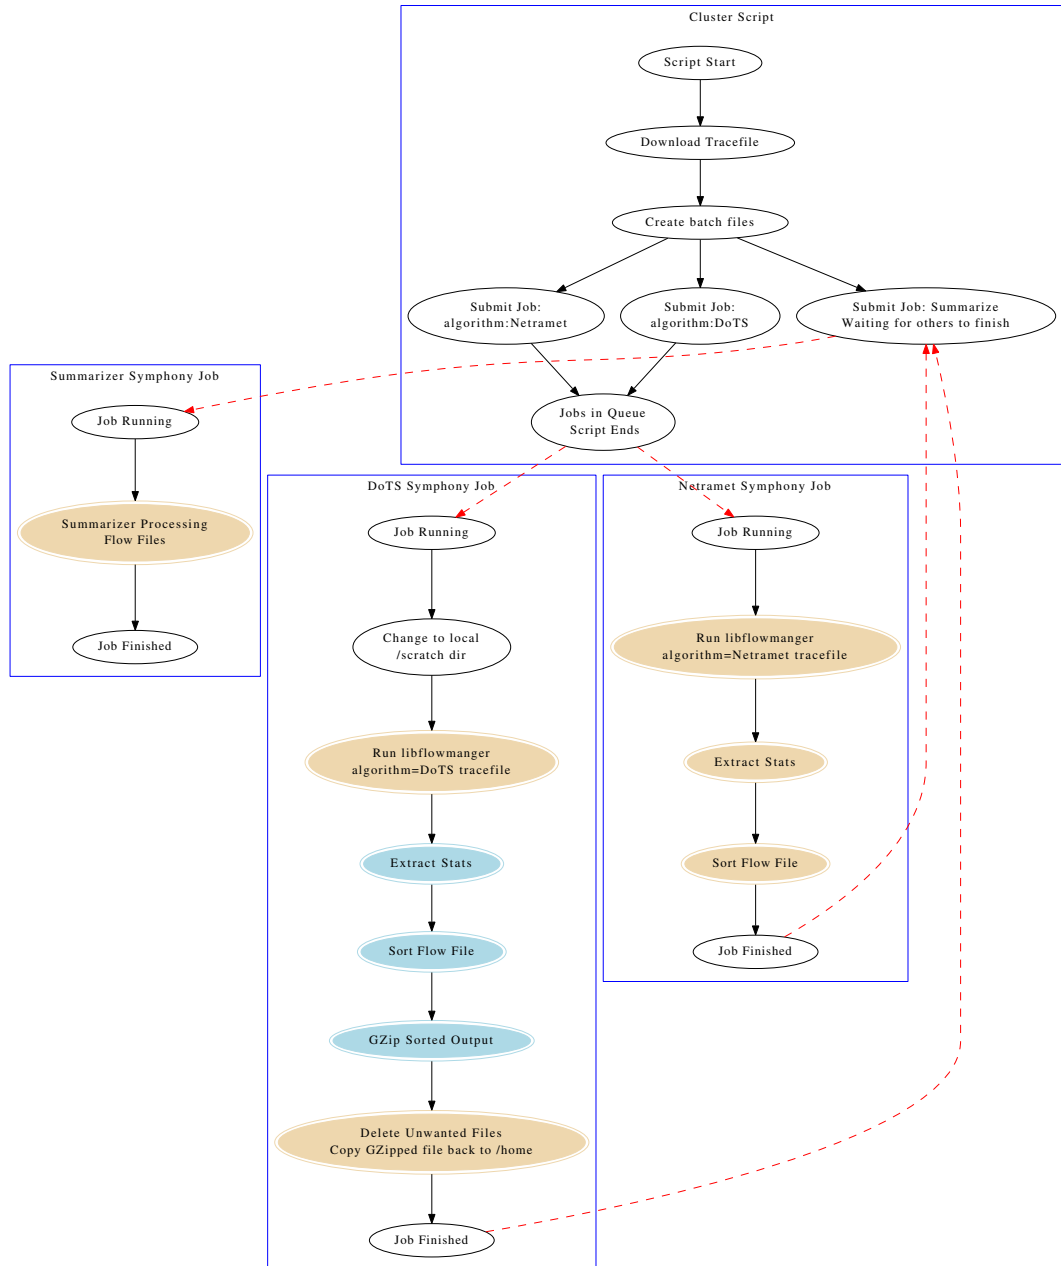 Cluster Script
Script Start
Download Tracefile
Create batch files
Submit Job:
algorithm:Netramet
Submit Job:
algorithm:DoTS
Submit Job: Summarize
Waiting for others to finish
Jobs in Queue
Script Ends
Summarizer Symphony Job
Job Running
Summarizer Processing
Flow Files
Job Finished
DoTS Symphony Job
Job Running
Change to local
/scratch dir
Run libflowmanger
algorithm=DoTS tracefile
Extract Stats
Sort Flow File
GZip Sorted Output
Delete Unwanted Files
Copy GZipped file back to /home
Job Finished
Netramet Symphony Job
Job Running
Run libflowmanger
algorithm=Netramet tracefile
Extract Stats
Sort Flow File
Job Finished